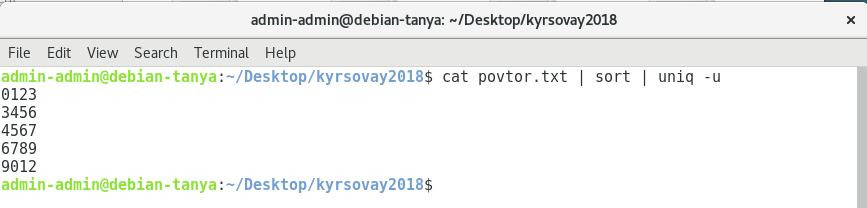 admin-admin@debian-tanya: ~/Desktop/kyrsovay2018 ×
File Edit View Search Terminal Help
admin-admin@debian-tanya:~/Desktop/kyrsovay2018$ cat povtor.txt | sort | uniq -u
0123
3456
4567
6789
9012
admin-admin@debian-tanya:~/Desktop/kyrsovay2018$